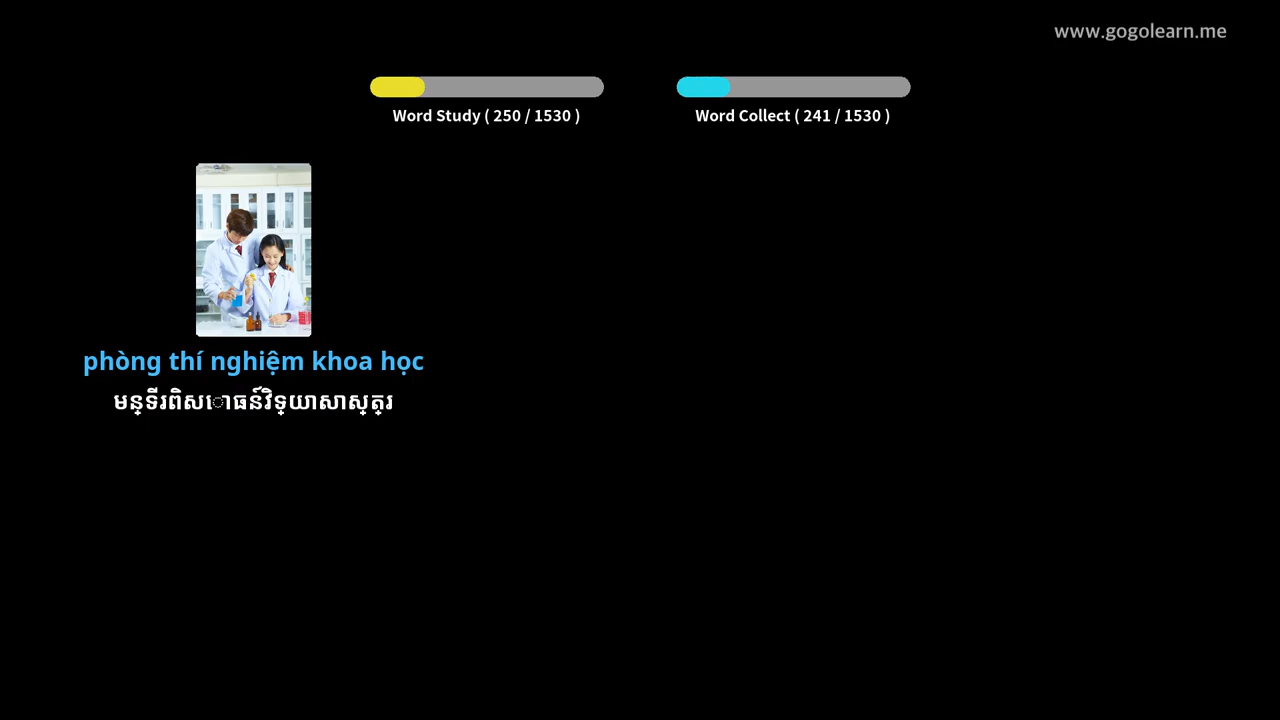 www.gogolearn.me
Word Study ( 250 / 1530 )
Word Collect ( 241 / 1530 )
phòng thí nghiệm khoa học
មន្ទីរពិសោធន៍វិទ្យាសាស្ត្រ